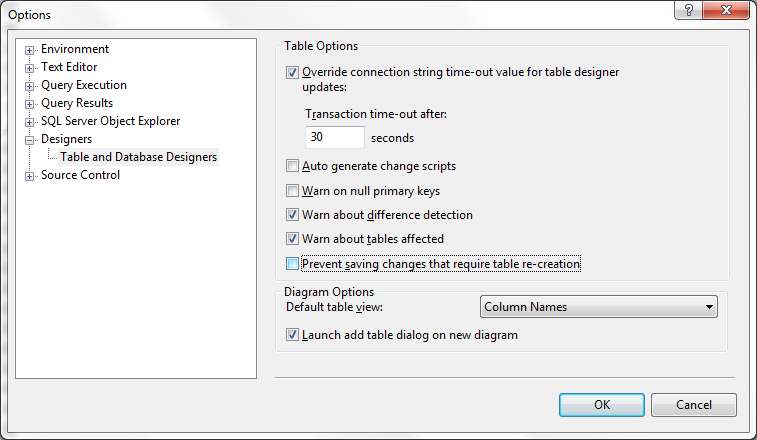 Options
?
Environment
Text Editor
Query Execution
Query Results
SQL Server Object Explorer
Designers
Table and Database Designers
Source Control
Table Options
Override connection string time-out value for table designer
updates:
Transaction time-out after:
30 seconds
Auto generate change scripts
Warn on null primary keys
Warn about difference detection
Warn about tables affected
Prevent saving changes that require table re-creation
Diagram Options
Default table view: Column Names
Launch add table dialog on new diagram
OK Cancel